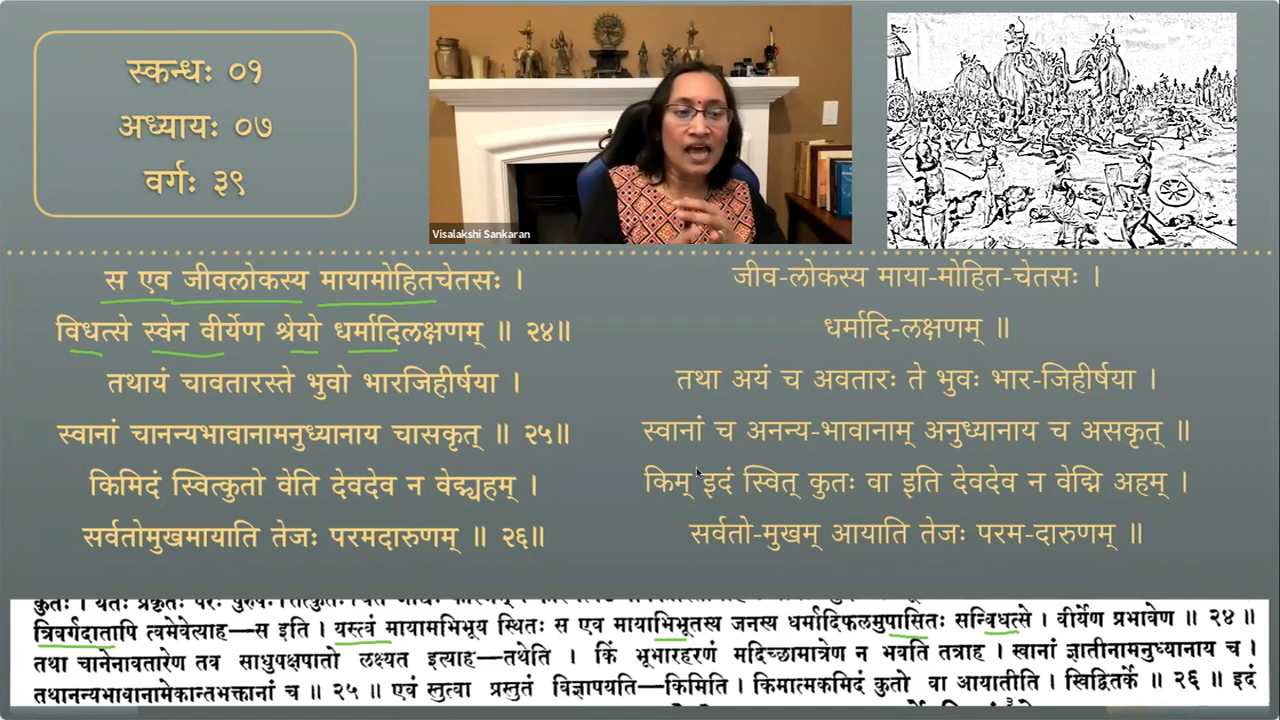 स्कन्धः ०१
अध्यायः ०७
वर्गः ३९
Visalakshi Sankaran
स एव जीवलोकस्य मायामोहितचेतसः ।
विधत्से स्वेन वीर्येण श्रेयो धर्मादिलक्षणम् ॥ २४॥
तथायं चावतारस्ते भुवो भारजिहीर्षया ।
स्वानां चानन्यभावानामनुध्यानाय चासकृत् ॥ २५॥
किमिदं स्वित्कुतो वेति देवदेव न वेद्म्यहम् ।
सर्वतोमुखमायाति तेजः परमदारुणम् ॥ २६॥
जीव-लोकस्य माया-मोहित-चेतसः ।
धर्मादि-लक्षणम् ॥
तथा अयं च अवतारः ते भुवः भार-जिहीर्षया ।
स्वानां च अनन्य-भावानाम् अनुध्यानाय च असकृत् ॥
किम् इदं स्वित् कुतः वा इति देवदेव न वेद्मि अहम् ।
सर्वतो-मुखम् आयाति तेजः परम-दारुणम् ॥
त्रिवर्गदातापि त्वमेवेत्याह—स इति । यस्त्वं मायामभिभूय स्थितः स एव मायाभिभूतस्य जनस्य धर्मादिफलमुपासितः सन्विधत्से । वीर्येण प्रभावेण ॥ २४ ॥
तथा चानेनावतारेण तव साधुपक्षपातो लक्ष्यत इत्याह—तथेति । किं भूभारहरणं मदिच्छामात्रेण न भवति तत्राह । स्वानां ज्ञातीनामनुध्यानाय च ।
तथानन्यभावानामेकान्तभक्तानां च ॥ २५ ॥ एवं स्तुत्वा प्रस्तुतं विज्ञापयति—किमिति । किमात्मकमिदं कुतो वा आयातीति । स्विद्वितर्के ॥ २६ ॥ इदं